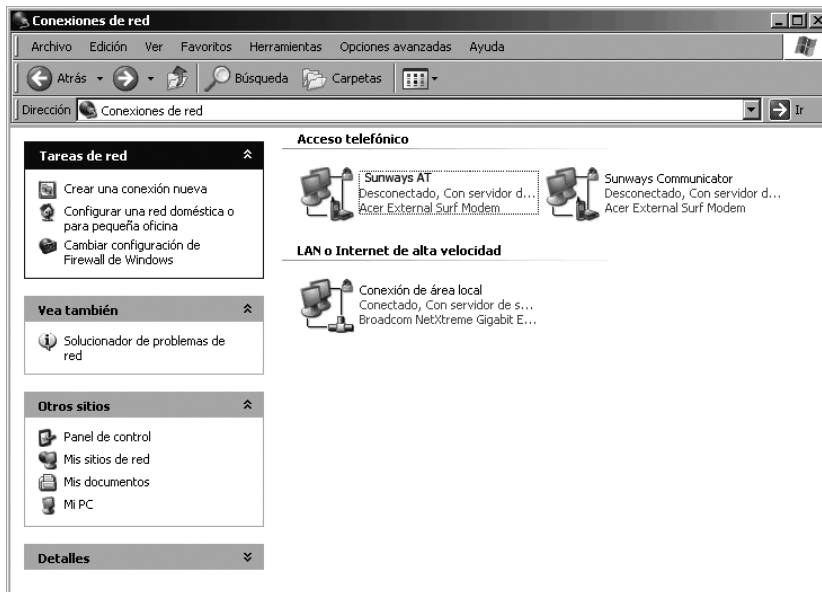 Conexiones de red
Archivo Edición Ver Favoritos Herramientas Opciones avanzadas Ayuda
Atrás Búsqueda Carpetas
Dirección Conexiones de red Ir
Tareas de red
Crear una conexión nueva
Configurar una red doméstica o
para pequeña oficina
Cambiar configuración de
Firewall de Windows
Vea también
Solucionador de problemas de
red
Otros sitios
Panel de control
Mis sitios de red
Mis documentos
Mi PC
Detalles
Acceso telefónico
Sunways AT
Desconectado, Con servidor d...
Acer External Surf Modem
Sunways Communicator
Desconectado, Con servidor d...
Acer External Surf Modem
LAN o Internet de alta velocidad
Conexión de área local
Conectado, Con servidor de s...
Broadcom NetXtreme Gigabit E...